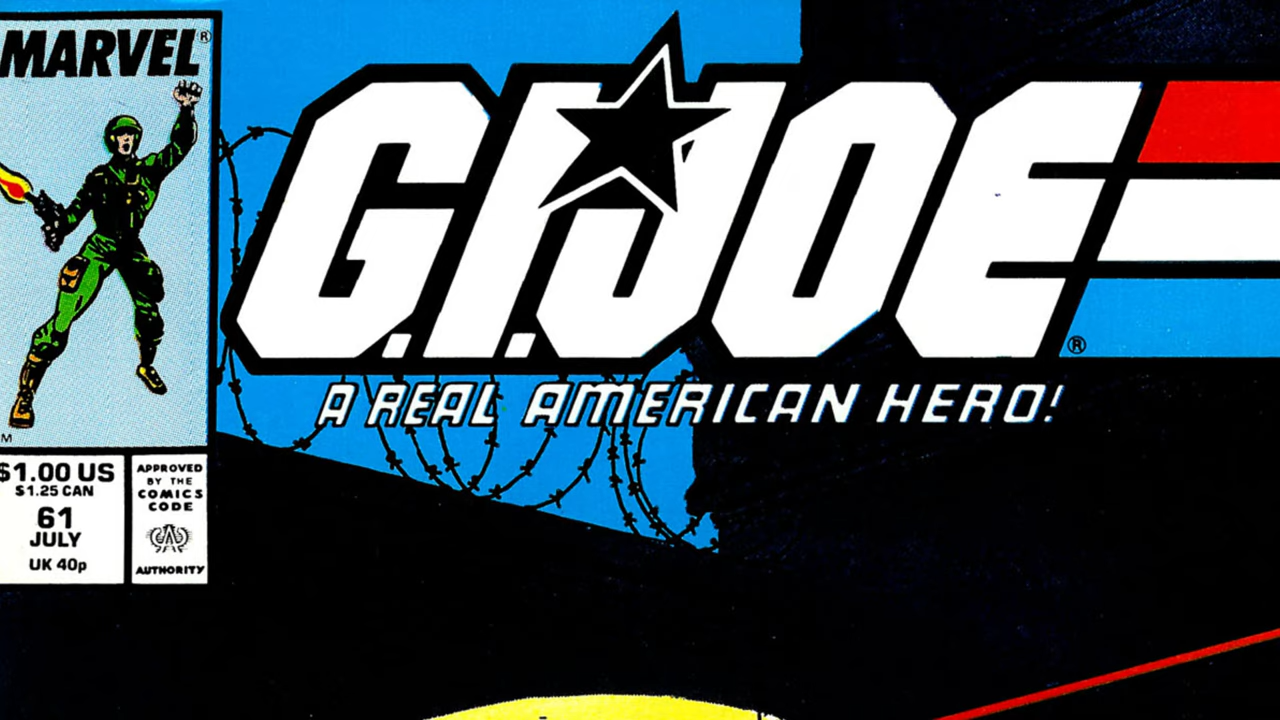 MARVEL®
G.I. JOE®
A REAL AMERICAN HERO!
M
$1.00 US
$1.25 CAN
61
JULY
UK 40p
APPROVED
BY THE
COMICS
CODE
AUTHORITY